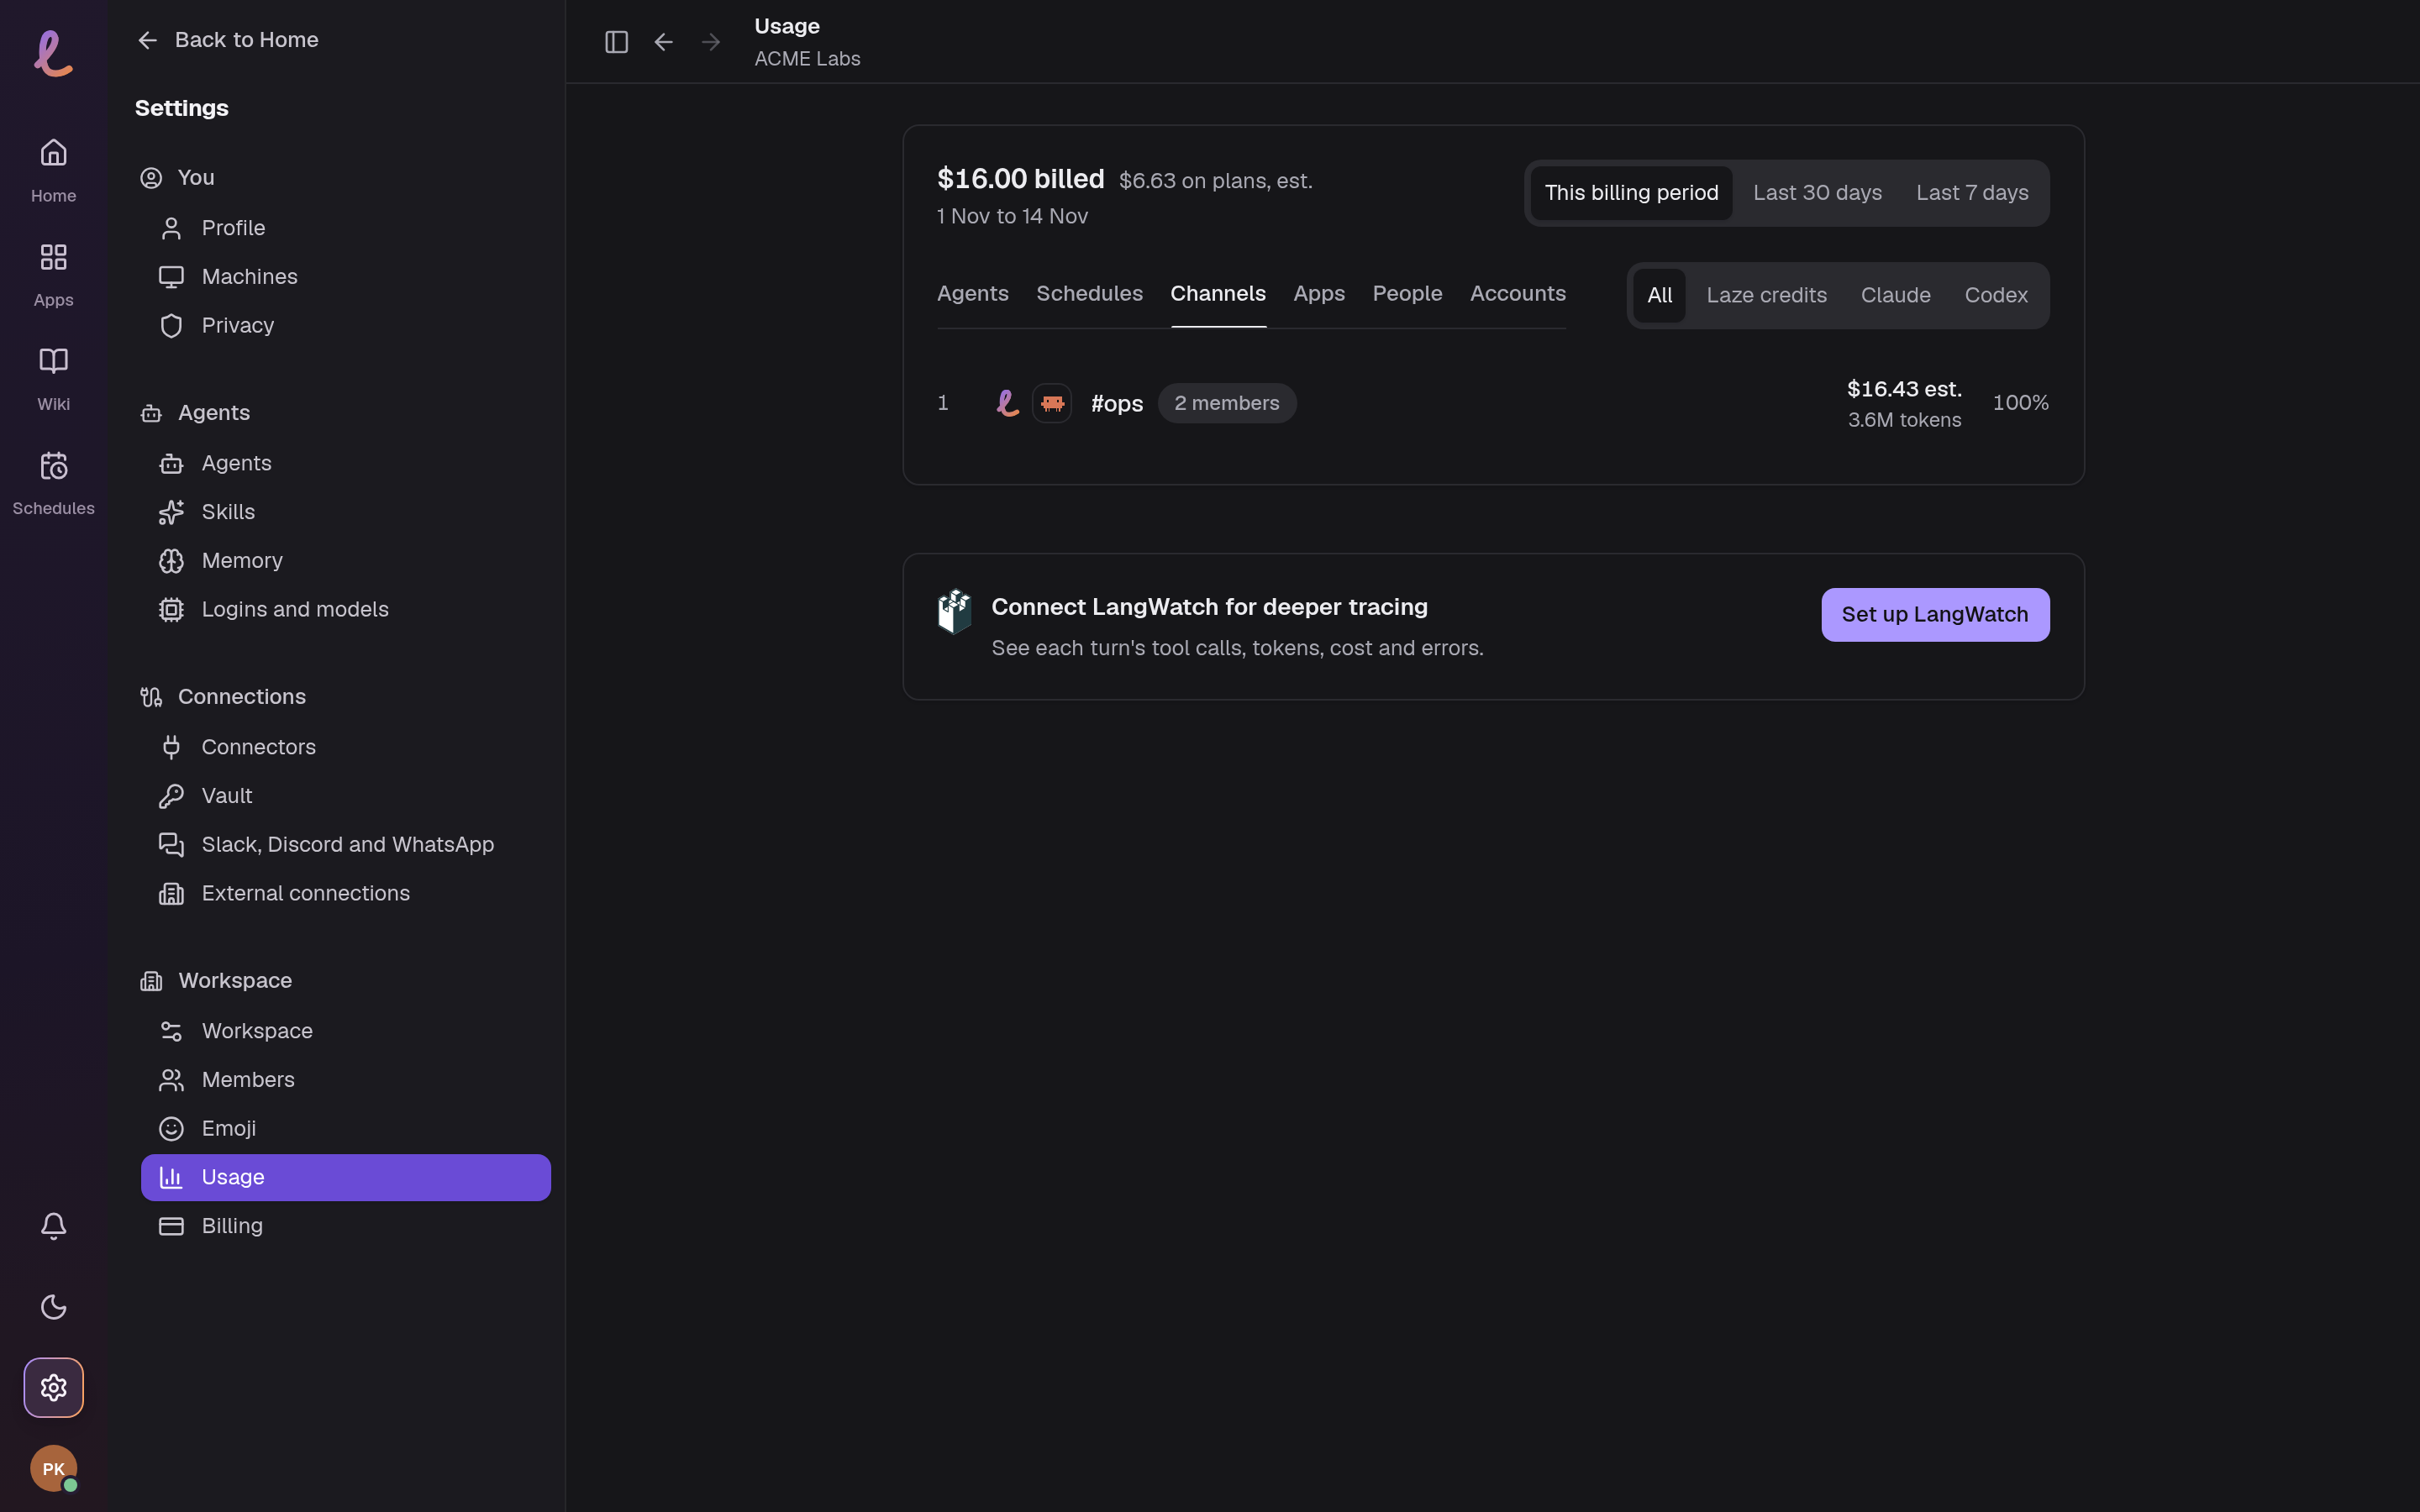 Back to Home
Settings
You
Profile
Machines
Privacy
Agents
Agents
Skills
Memory
Logins and models
Connections
Connectors
Vault
Slack, Discord and WhatsApp
External connections
Workspace
Workspace
Members
Emoji
Usage
Billing
Home
Apps
Wiki
Schedules
PK
Usage
ACME Labs
$16.00 billed $6.63 on plans, est.
1 Nov to 14 Nov
This billing period Last 30 days Last 7 days
Agents Schedules Channels Apps People Accounts
All Laze credits Claude Codex
1 #ops 2 members
$16.43 est.
3.6M tokens
100%
Connect LangWatch for deeper tracing
See each turn's tool calls, tokens, cost and errors.
Set up LangWatch